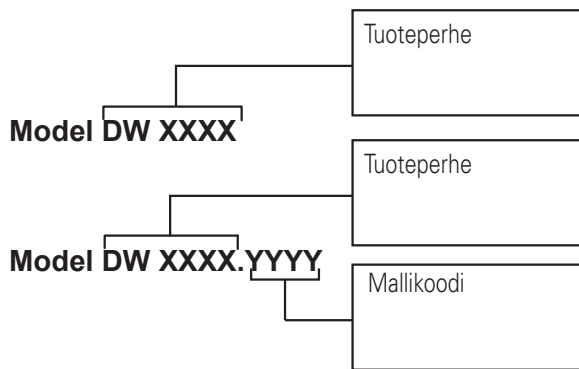 Tuoteperhe
Model DW XXXX
Tuoteperhe
Model DW XXXX.YYYY
Mallikoodi